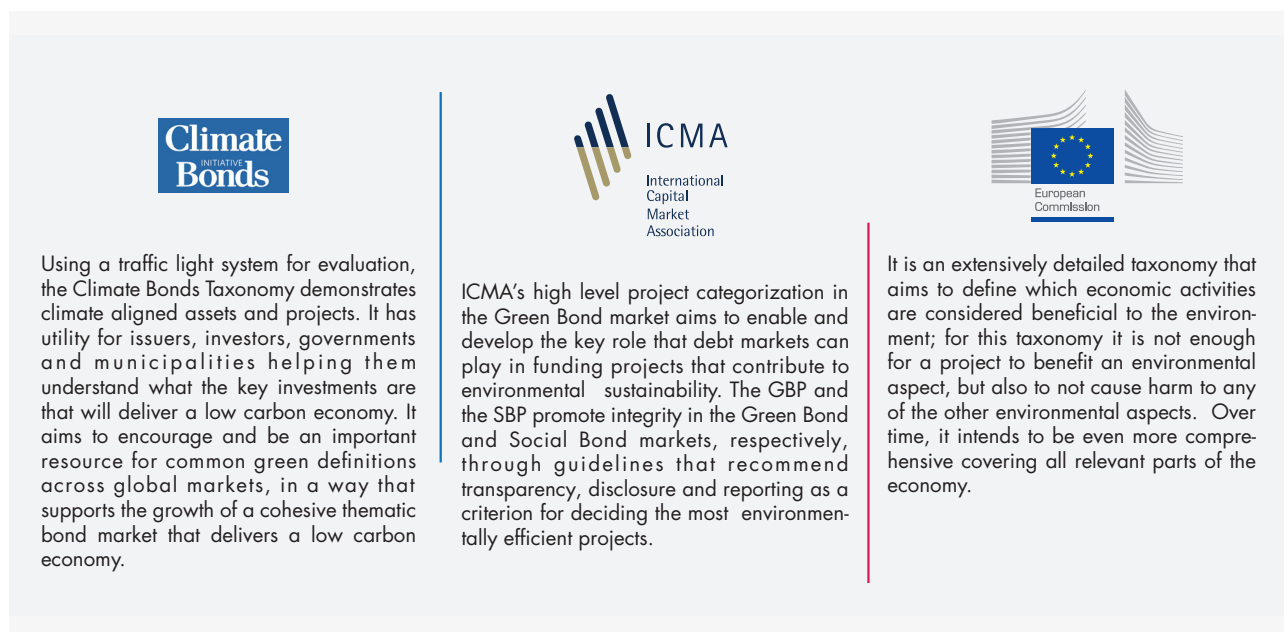 Climate
INITIATIVE
Bonds
Using a traffic light system for evaluation,
the Climate Bonds Taxonomy demonstrates
climate aligned assets and projects. It has
utility for issuers, investors, governments
and municipalities helping them
understand what the key investments are
that will deliver a low carbon economy. It
aims to encourage and be an important
resource for common green definitions
across global markets, in a way that
supports the growth of a cohesive thematic
bond market that delivers a low carbon
economy.
ICMA
International
Capital
Market
Association
ICMA's high level project categorization in
the Green Bond market aims to enable and
develop the key role that debt markets can
play in funding projects that contribute to
environmental sustainability. The GBP and
the SBP promote integrity in the Green Bond
and Social Bond markets, respectively,
through guidelines that recommend
transparency, disclosure and reporting as a
criterion for deciding the most environmen-
tally efficient projects.
European
Commission
It is an extensively detailed taxonomy that
aims to define which economic activities
are considered beneficial to the environ-
ment; for this taxonomy it is not enough
for a project to benefit an environmental
aspect, but also to not cause harm to any
of the other environmental aspects. Over
time, it intends to be even more compre-
hensive covering all relevant parts of the
economy.